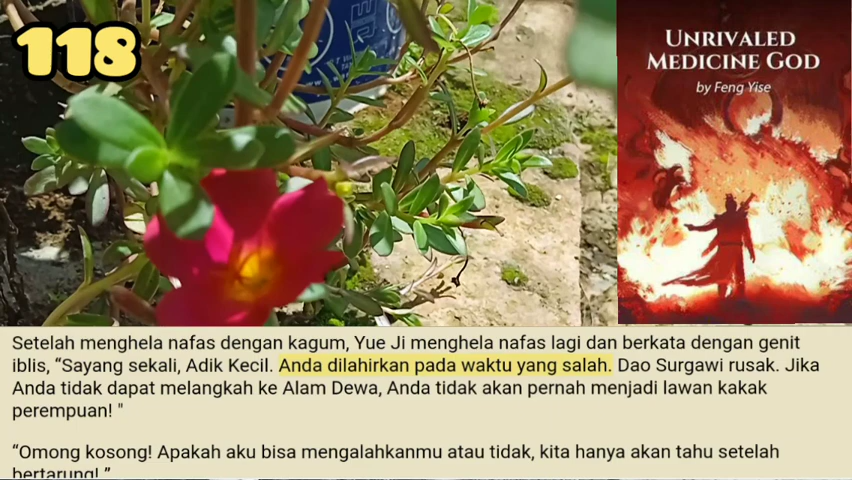 118
UNRIVALED
MEDICINE GOD
by Feng Yise
Setelah menghela nafas dengan kagum, Yue Ji menghela nafas lagi dan berkata dengan genit
iblis, “Sayang sekali, Adik Kecil. Anda dilahirkan pada waktu yang salah. Dao Surgawi rusak. Jika
Anda tidak dapat melangkah ke Alam Dewa, Anda tidak akan pernah menjadi lawan kakak
perempuan! "
“Omong kosong! Apakah aku bisa mengalahkanmu atau tidak, kita hanya akan tahu setelah
bertarung! ”